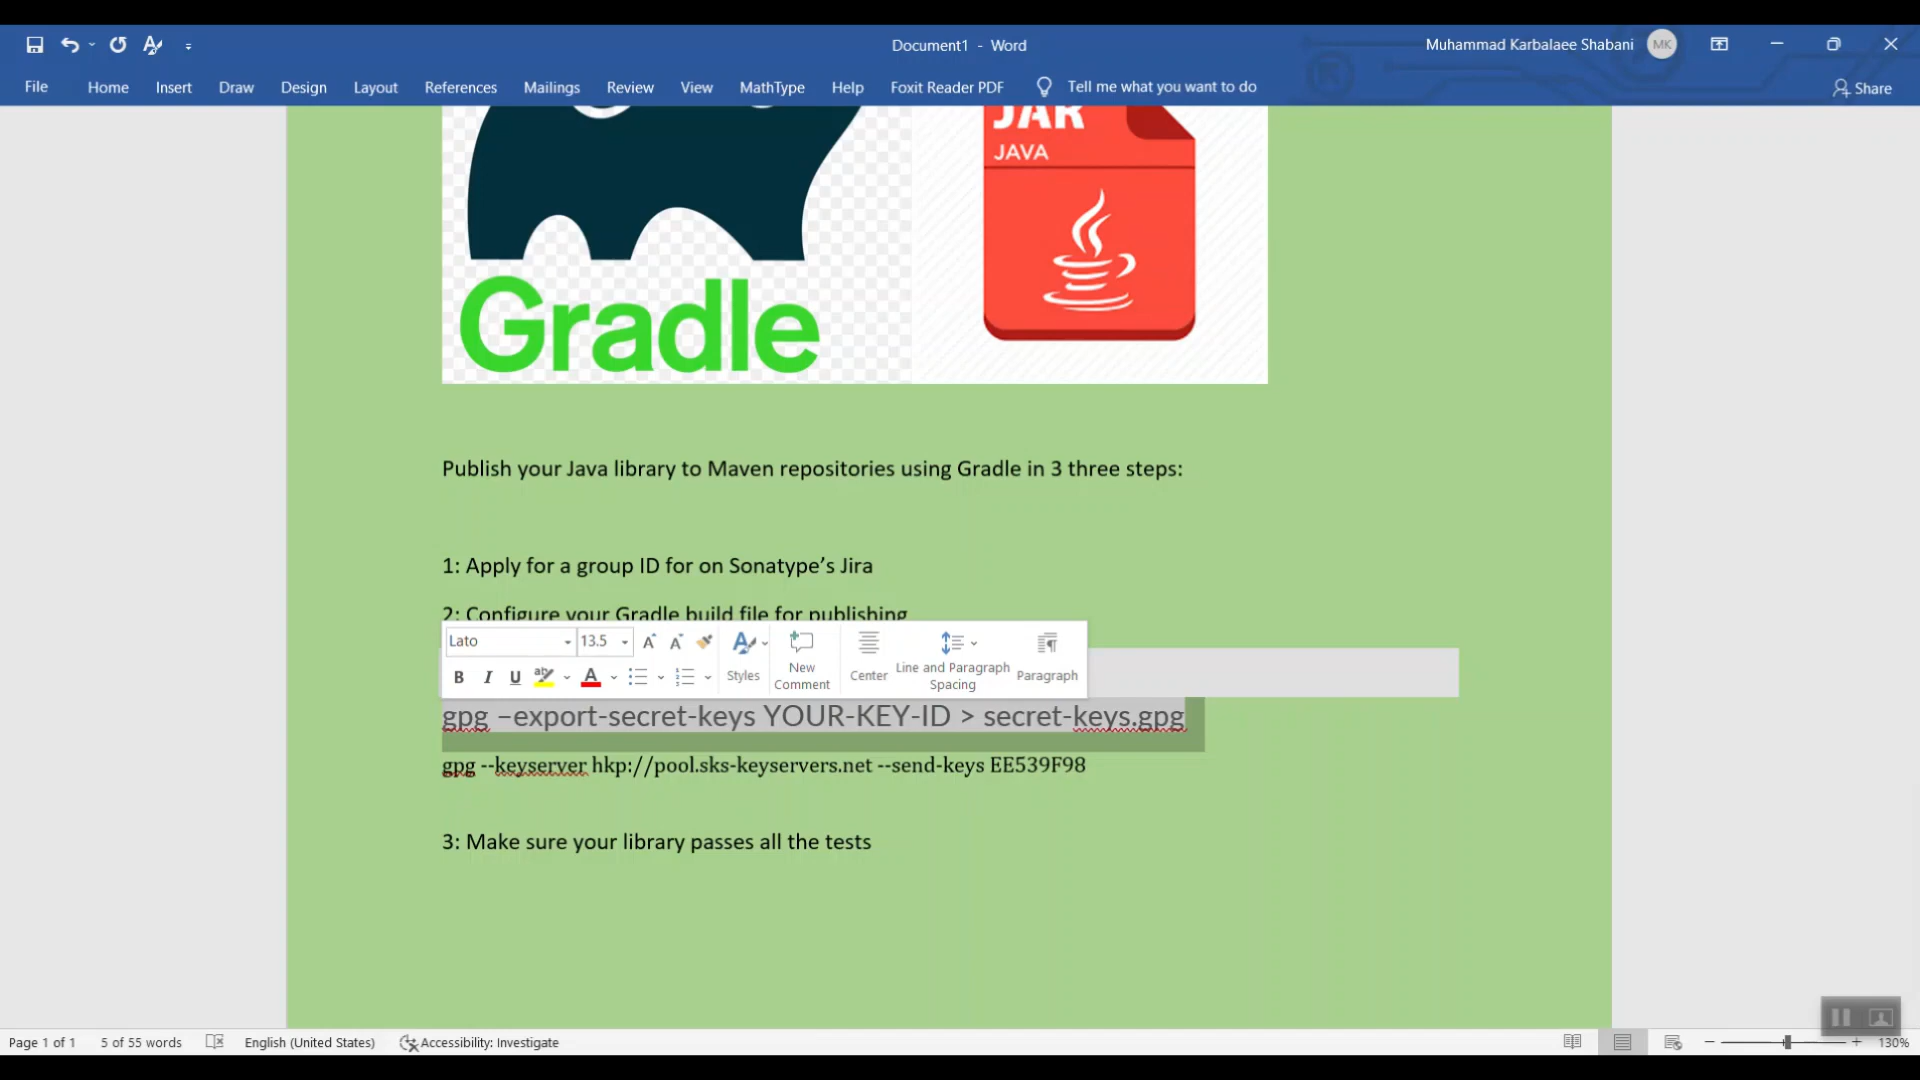 Document1 - Word
Muhammad Karbalaee Shabani
MK
File
Home
Insert
Draw
Design
Layout
References
Mailings
Review
View
MathType
Help
Foxit Reader PDF
Tell me what you want to do
Share
JAR
JAVA
Gradle
Publish your Java library to Maven repositories using Gradle in 3 three steps:
1: Apply for a group ID for on Sonatype’s Jira
2: Configure your Gradle build file for publishing
Lato
13.5
Styles
New Comment
Center
Line and Paragraph Spacing
Paragraph
gpg –export-secret-keys YOUR-KEY-ID > secret-keys.gpg
gpg --keyserver hkp://pool.sks-keyservers.net --send-keys EE539F98
3: Make sure your library passes all the tests
Page 1 of 1
5 of 55 words
English (United States)
Accessibility: Investigate
130%